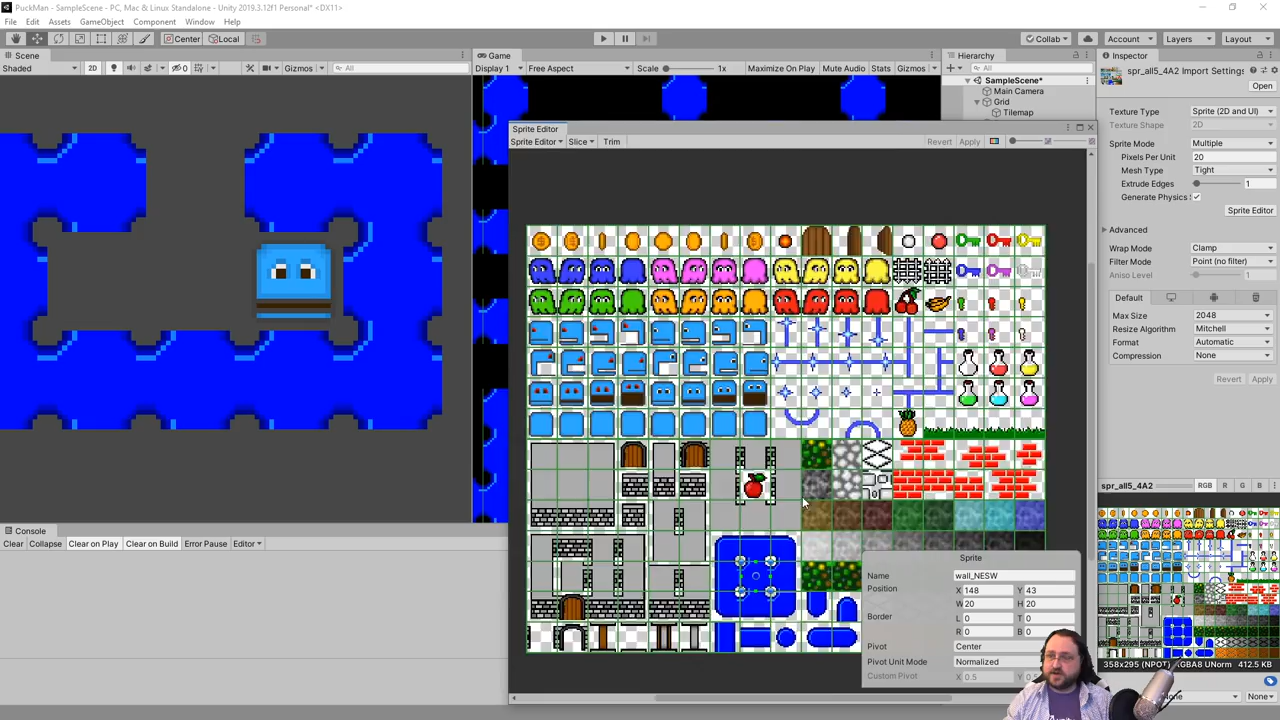 PuckMan - SampleScene - PC, Mac & Linux Standalone - Unity 2019.3.12f1 Personal* <DX11>
File Edit Assets GameObject Component Window Help
Center Local Collab Account Layers Layout
Scene
Shaded 2D 0 Gizmos All
Game
Display 1 Free Aspect Scale 1x Maximize On Play Mute Audio Stats Gizmos
Hierarchy
All
SampleScene*
Main Camera
Grid
Tilemap
Sprite Editor
Sprite Editor Slice Trim Revert Apply
Sprite
Name wall_NESW
Position X 148 Y 43
W 20 H 20
Border L 0 T 0
R 0 B 0
Pivot Center
Pivot Unit Mode Normalized
Custom Pivot X 0.5 Y 0.5
Console
Clear Collapse Clear on Play Clear on Build Error Pause Editor
Inspector
spr_all5_4A2 Import Settings
Open
Texture Type Sprite (2D and UI)
Texture Shape 2D
Sprite Mode Multiple
Pixels Per Unit 20
Mesh Type Tight
Extrude Edges 1
Generate Physics
Sprite Editor
Advanced
Wrap Mode Clamp
Filter Mode Point (no filter)
Aniso Level 1
Default
Max Size 2048
Resize Algorithm Mitchell
Format Automatic
Compression None
Revert Apply
spr_all5_4A2 RGB R G B
358x295 (NPOT) RGBA8 UNorm 412.5 KB
None None